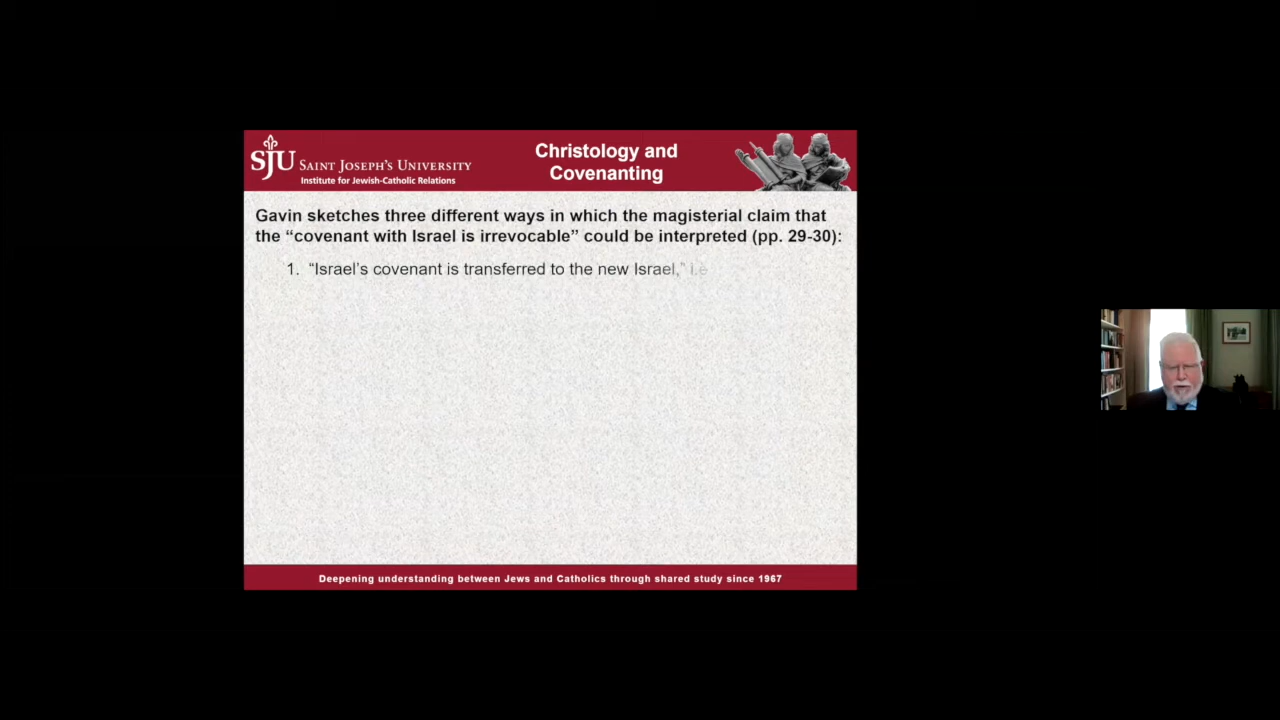 SJU SAINT JOSEPH'S UNIVERSITY
Institute for Jewish-Catholic Relations
Christology and
Covenanting
Gavin sketches three different ways in which the magisterial claim that
the “covenant with Israel is irrevocable” could be interpreted (pp. 29-30):
1. “Israel’s covenant is transferred to the new Israel,” i.e
Deepening understanding between Jews and Catholics through shared study since 1967